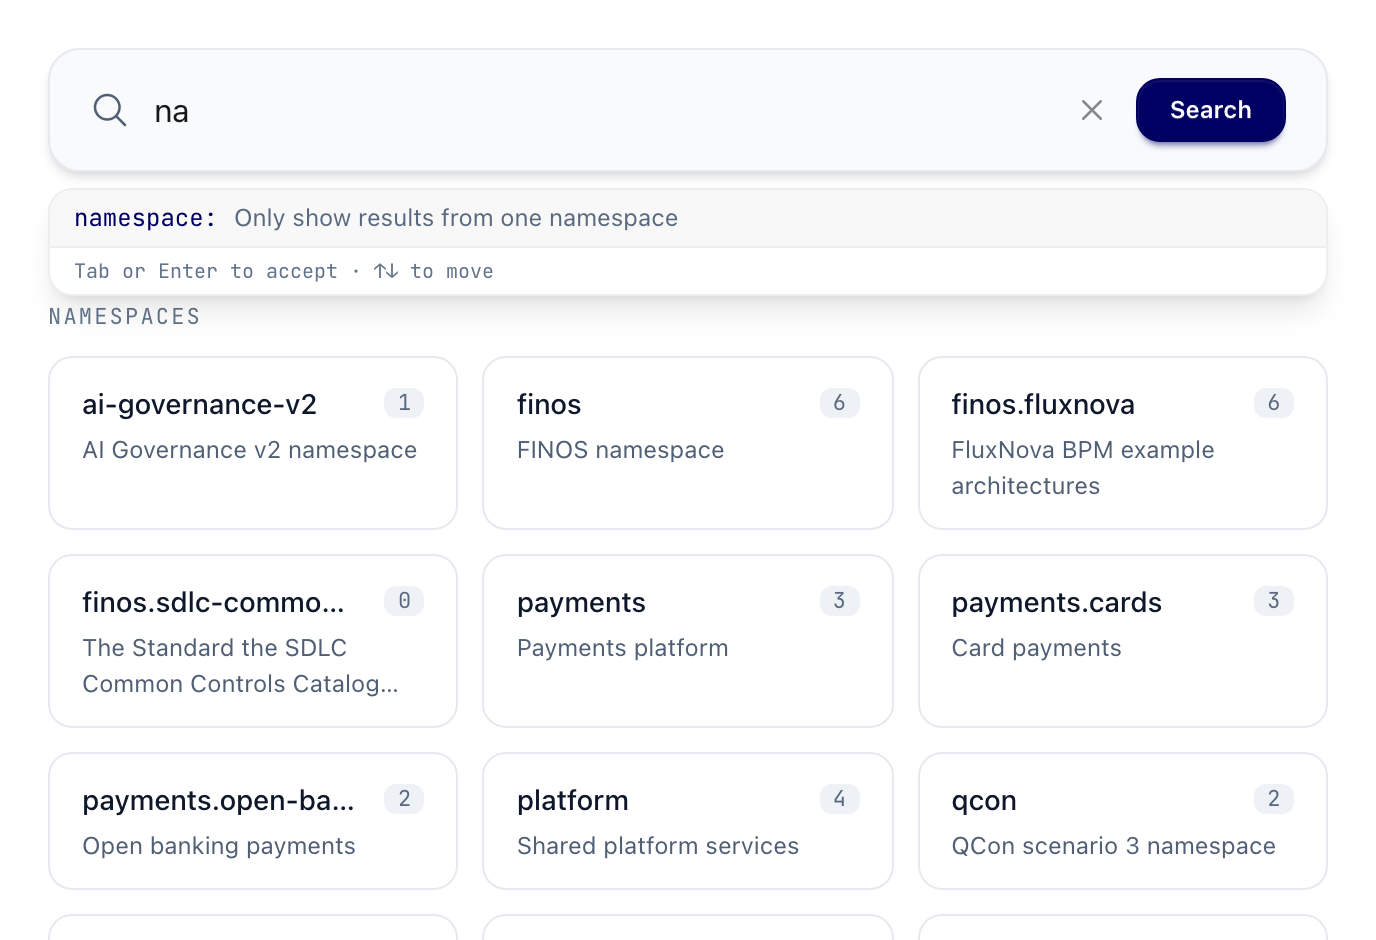 na
Search
namespace: Only show results from one namespace
Tab or Enter to accept · ↑↓ to move
NAMESPACES
ai-governance-v2 1
AI Governance v2 namespace
finos 6
FINOS namespace
finos.fluxnova 6
FluxNova BPM example
architectures
finos.sdlc-commo... 0
The Standard the SDLC
Common Controls Catalog...
payments 3
Payments platform
payments.cards 3
Card payments
payments.open-ba... 2
Open banking payments
platform 4
Shared platform services
qcon 2
QCon scenario 3 namespace